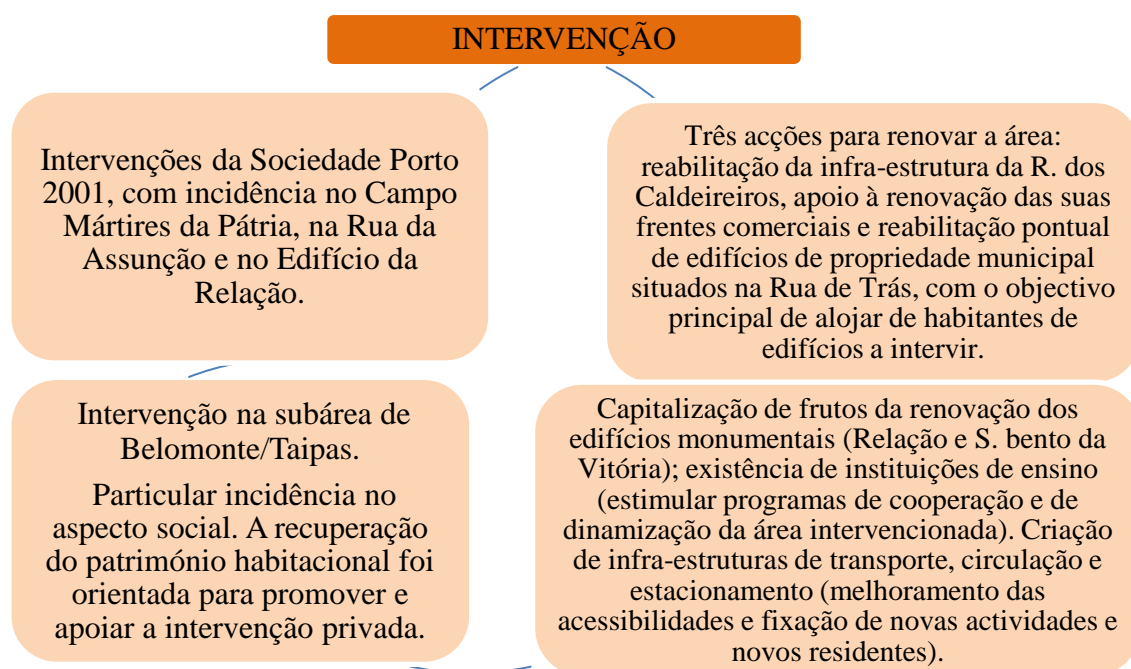 INTERVENÇÃO
Intervenções da Sociedade Porto
2001, com incidência no Campo
Mártires da Pátria, na Rua da
Assunção e no Edifício da
Relação.
Três acções para renovar a área:
reabilitação da infra-estrutura da R. dos
Caldeireiros, apoio à renovação das suas
frentes comerciais e reabilitação pontual
de edifícios de propriedade municipal
situados na Rua de Trás, com o objectivo
principal de alojar de habitantes de
edifícios a intervir.
Intervenção na subárea de
Belomonte/Taipas.
Particular incidência no
aspecto social. A recuperação
do património habitacional foi
orientada para promover e
apoiar a intervenção privada.
Capitalização de frutos da renovação dos
edifícios monumentais (Relação e S. bento da
Vitória); existência de instituições de ensino
(estimular programas de cooperação e de
dinamização da área intervencionada). Criação
de infra-estruturas de transporte, circulação e
estacionamento (melhoramento das
acessibilidades e fixação de novas actividades e
novos residentes).